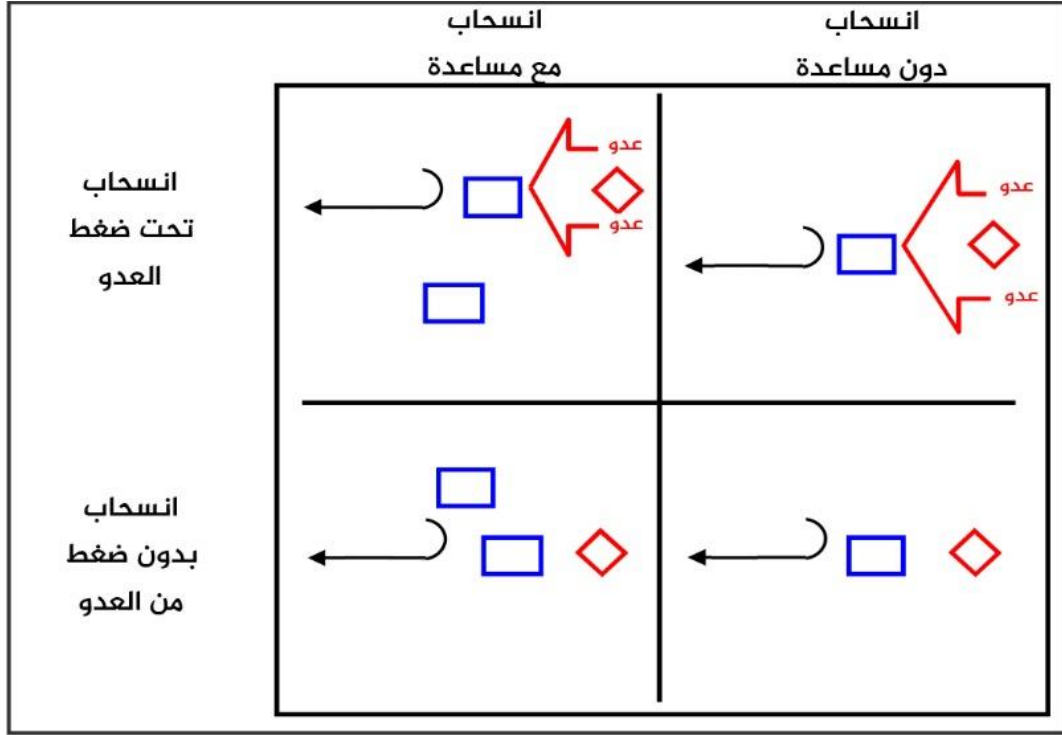 انسحاب
دون مساعدة
انسحاب
مع مساعدة
انسحاب
تحت ضغط
العدو
عدو
عدو
عدو
عدو
انسحاب
بدون ضغط
من العدو